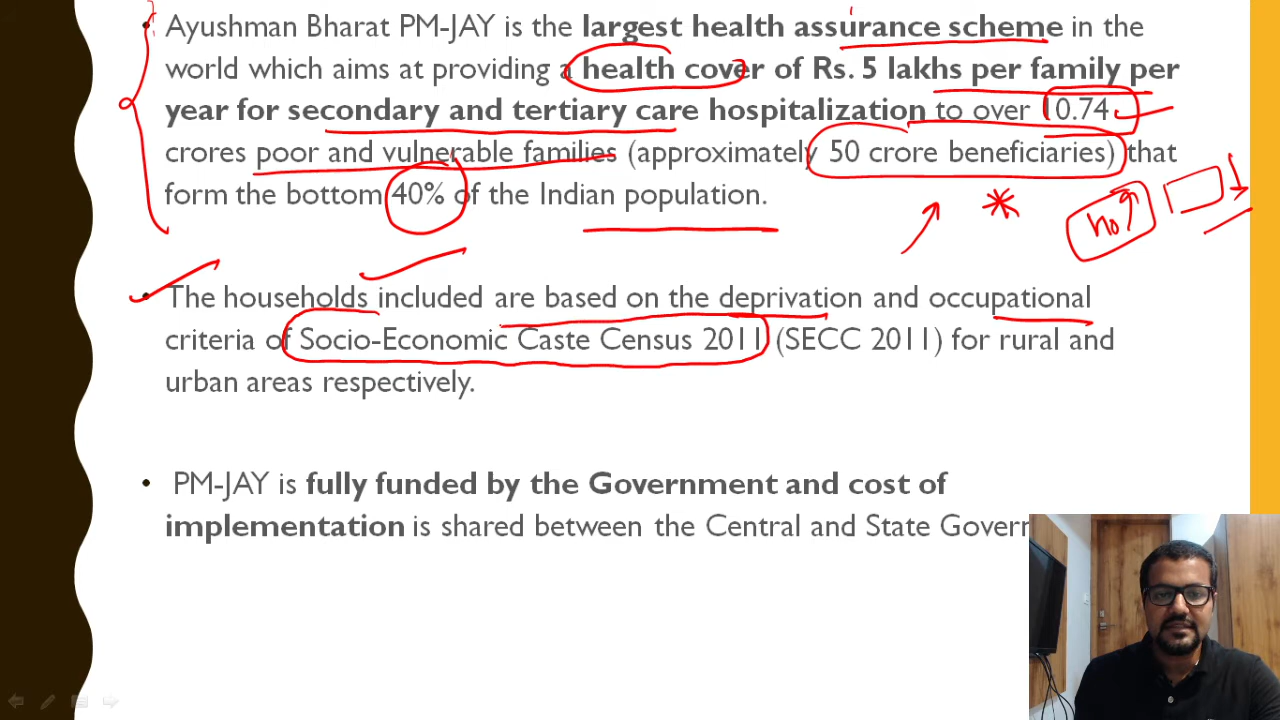 • Ayushman Bharat PM-JAY is the largest health assurance scheme in the
world which aims at providing a health cover of Rs. 5 lakhs per family per
year for secondary and tertiary care hospitalization to over 10.74
crores poor and vulnerable families (approximately 50 crore beneficiaries) that
form the bottom 40% of the Indian population.
no
• The households included are based on the deprivation and occupational
criteria of Socio-Economic Caste Census 2011 (SECC 2011) for rural and
urban areas respectively.
• PM-JAY is fully funded by the Government and cost of
implementation is shared between the Central and State Govern